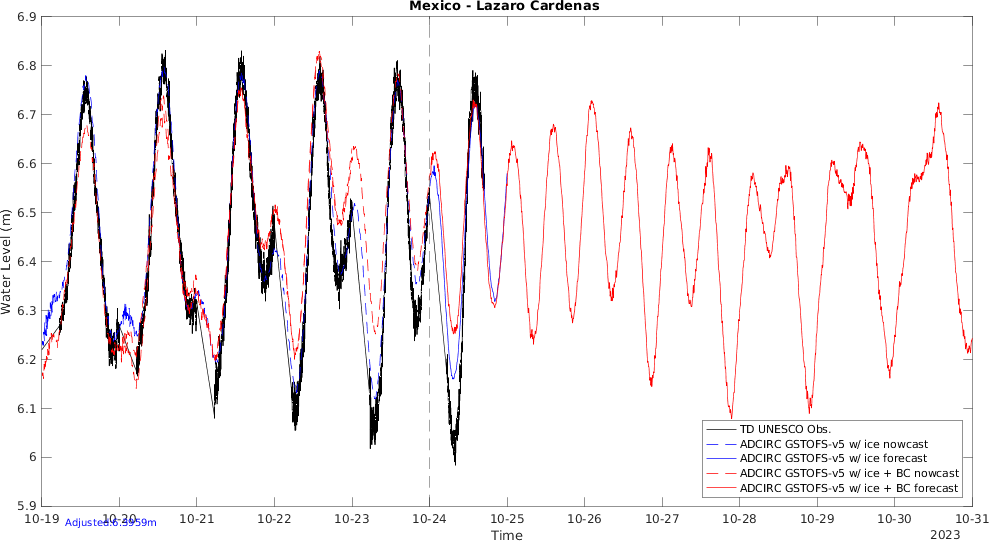 Mexico - Lazaro Cardenas
Water Level (m)
6.9
6.8
6.7
6.6
6.5
6.4
6.3
6.2
6.1
6
5.9
TD UNESCO Obs.
ADCIRC GSTOFS-v5 w/ ice nowcast
ADCIRC GSTOFS-v5 w/ ice forecast
ADCIRC GSTOFS-v5 w/ ice + BC nowcast
ADCIRC GSTOFS-v5 w/ ice + BC forecast
10-19 10-20 10-21 10-22 10-23 10-24 10-25 10-26 10-27 10-28 10-29 10-30 10-31
Adjusted:6.3959m
Time
2023